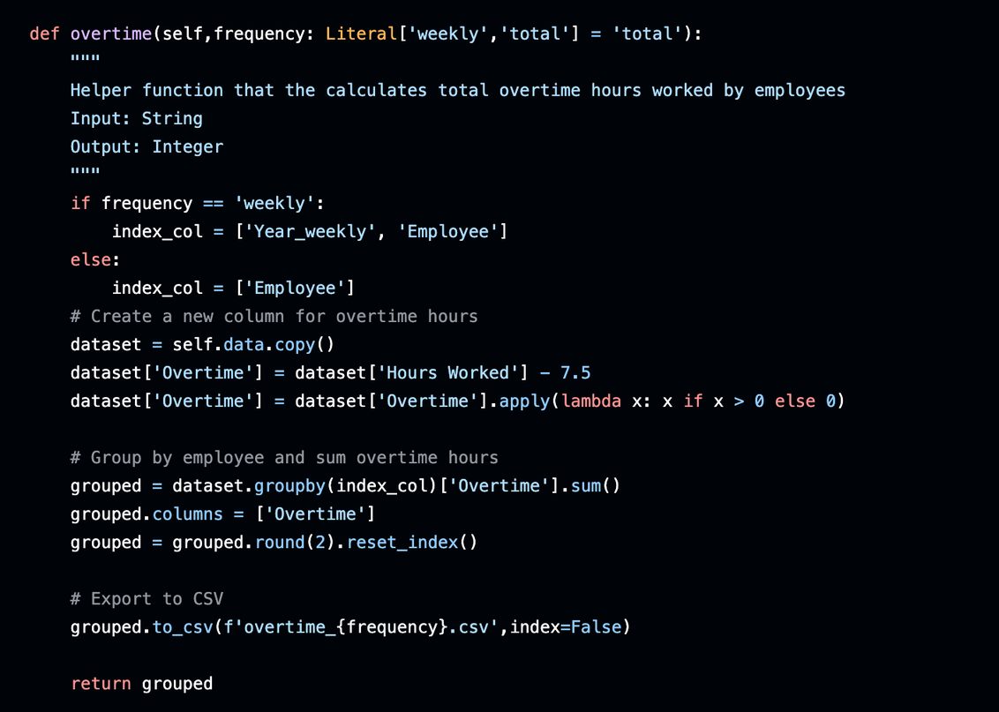 def overtime(self,frequency: Literal['weekly','total'] = 'total'):
    """
    Helper function that the calculates total overtime hours worked by employees
    Input: String
    Output: Integer
    """
    if frequency == 'weekly':
        index_col = ['Year_weekly', 'Employee']
    else:
        index_col = ['Employee']
    # Create a new column for overtime hours
    dataset = self.data.copy()
    dataset['Overtime'] = dataset['Hours Worked'] - 7.5
    dataset['Overtime'] = dataset['Overtime'].apply(lambda x: x if x > 0 else 0)

    # Group by employee and sum overtime hours
    grouped = dataset.groupby(index_col)['Overtime'].sum()
    grouped.columns = ['Overtime']
    grouped = grouped.round(2).reset_index()

    # Export to CSV
    grouped.to_csv(f'overtime_{frequency}.csv',index=False)

    return grouped